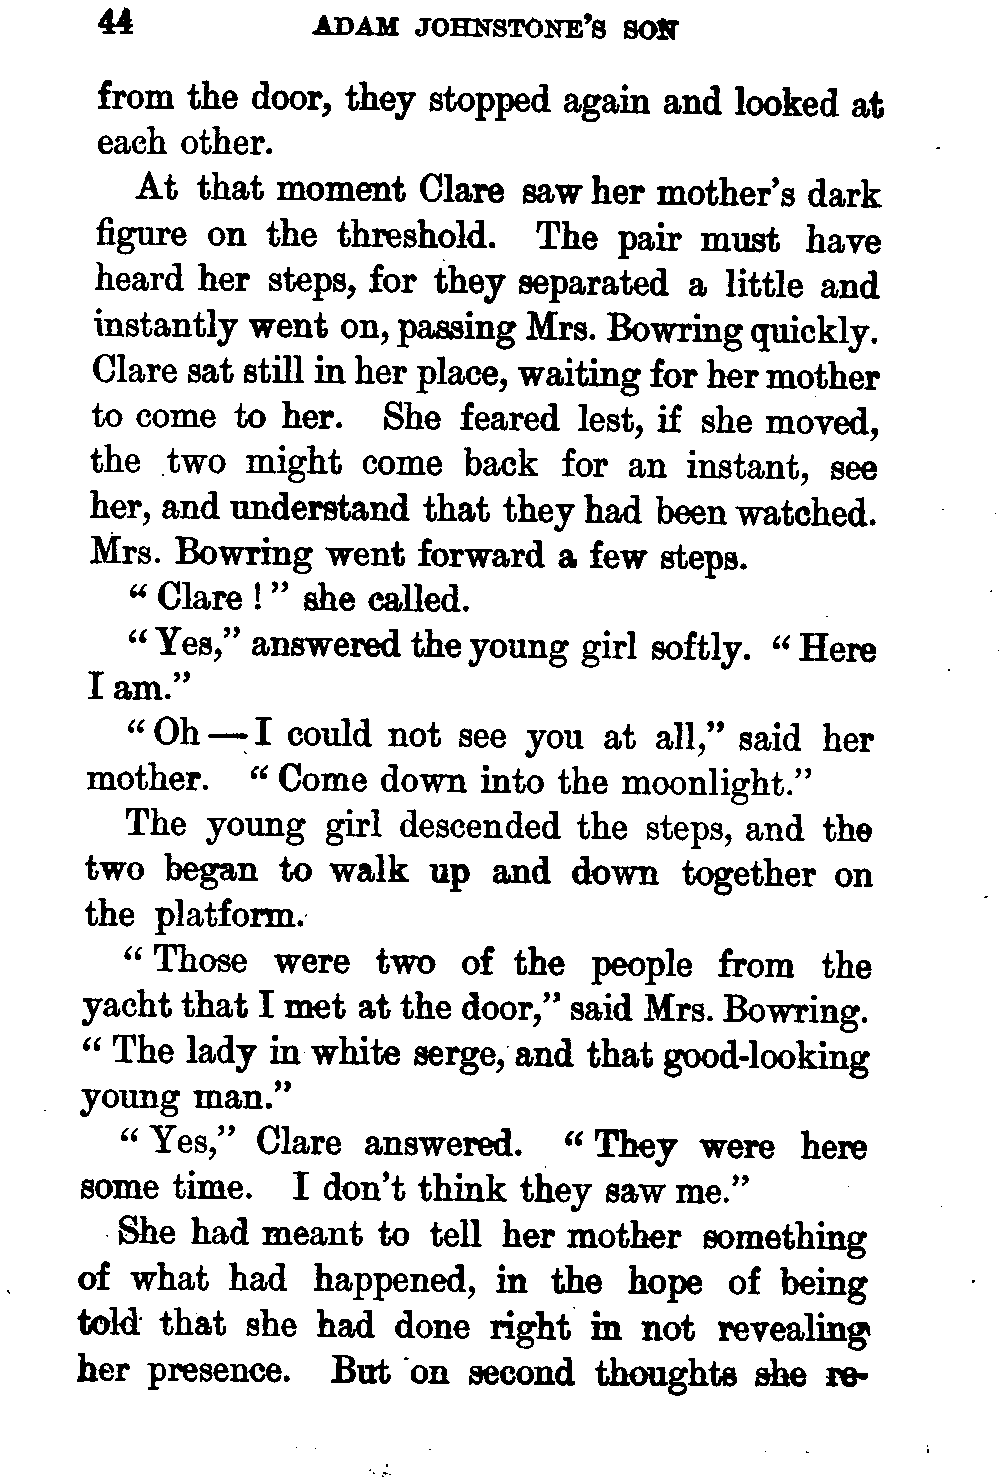 44 ADAM JOHNSTONE'S SON
from the door, they stopped again and looked at
each other.
At that moment Clare saw her mother's dark
figure on the threshold. The pair must have
heard her steps, for they separated a little and
instantly went on, passing Mrs. Bowring quickly.
Clare sat still in her place, waiting for her mother
to come to her. She feared lest, if she moved,
the two might come back for an instant, see
her, and understand that they had been watched.
Mrs. Bowring went forward a few steps.
“Clare!” she called.
“Yes,” answered the young girl softly. “Here
I am.”
“Oh—I could not see you at all,” said her
mother. “Come down into the moonlight.”
The young girl descended the steps, and the
two began to walk up and down together on
the platform.
“Those were two of the people from the
yacht that I met at the door,” said Mrs. Bowring.
“The lady in white serge, and that good-looking
young man.”
“Yes,” Clare answered. “They were here
some time. I don't think they saw me.”
She had meant to tell her mother something
of what had happened, in the hope of being
told that she had done right in not revealing
her presence. But on second thoughts she re-